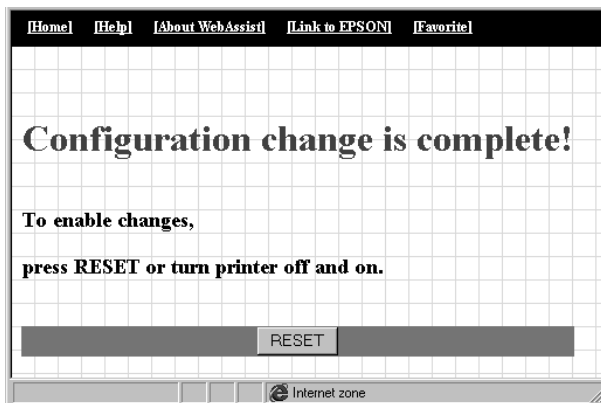 [Home] [Help] [About WebAssist] [Link to EPSON] [Favorite]
Configuration change is complete!
To enable changes,
press RESET or turn printer off and on.
RESET
Internet zone